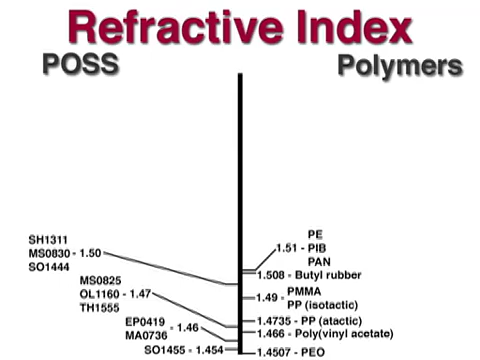 Refractive Index
POSS
Polymers
SH1311
MS0830 - 1.50
SO1444
MS0825
OL1160 - 1.47
TH1555
EP0419
MA0736
- 1.46
SO1455 - 1.454
PE
1.51 - PIB
PAN
1.508 - Butyl rubber
1.49 - PMMA
PP (isotactic)
1.4735 - PP (atactic)
1.466 - Poly(vinyl acetate)
1.4507 - PEO